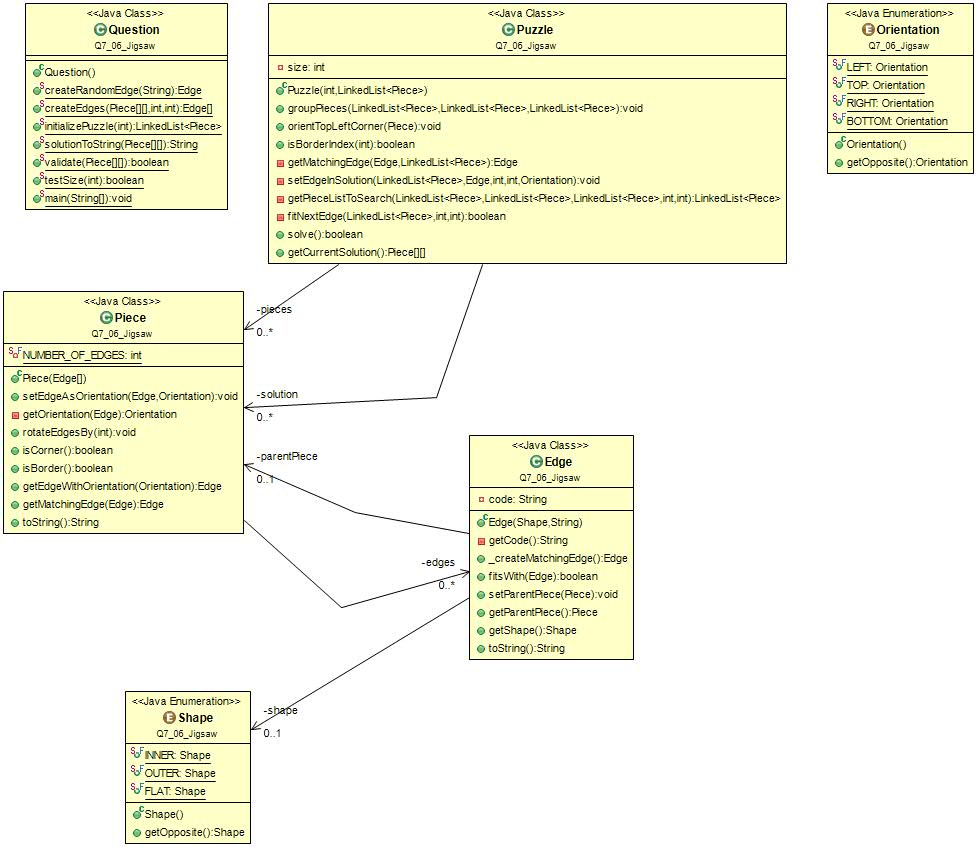 <<Java Class>>
Question
Q7_06_Jigsaw
Question()
createRandomEdge(String):Edge
createEdges(Piece[][],int,int):Edge[]
initializePuzzle(int):LinkedList<Piece>
solutionToString(Piece[][]):String
validate(Piece[][]):boolean
testSize(int):boolean
main(String[]):void
<<Java Class>>
Puzzle
Q7_06_Jigsaw
size: int
Puzzle(int,LinkedList<Piece>)
groupPieces(LinkedList<Piece>,LinkedList<Piece>,LinkedList<Piece>):void
orientTopLeftCorner(Piece):void
isBorderIndex(int):boolean
getMatchingEdge(Edge,LinkedList<Piece>):Edge
setEdgeInSolution(LinkedList<Piece>,Edge,int,int,Orientation):void
getPieceListToSearch(LinkedList<Piece>,LinkedList<Piece>,LinkedList<Piece>,int,int):LinkedList<Piece>
fitNextEdge(LinkedList<Piece>,int,int):boolean
solve():boolean
getCurrentSolution():Piece[][]
<<Java Enumeration>>
Orientation
Q7_06_Jigsaw
LEFT: Orientation
TOP: Orientation
RIGHT: Orientation
BOTTOM: Orientation
Orientation()
getOpposite():Orientation
<<Java Class>>
Piece
Q7_06_Jigsaw
NUMBER_OF_EDGES: int
Piece(Edge[])
setEdgeAsOrientation(Edge,Orientation):void
getOrientation(Edge):Orientation
rotateEdgesBy(int):void
isCorner():boolean
isBorder():boolean
getEdgeWithOrientation(Orientation):Edge
getMatchingEdge(Edge):Edge
toString():String
-pieces
0..*
-solution
0..*
-parentPiece
0..1
-edges
0..*
<<Java Class>>
Edge
Q7_06_Jigsaw
code: String
Edge(Shape,String)
getCode():String
_createMatchingEdge():Edge
fitsWith(Edge):boolean
setParentPiece(Piece):void
getParentPiece():Piece
getShape():Shape
toString():String
-shape
0..1
<<Java Enumeration>>
Shape
Q7_06_Jigsaw
INNER: Shape
OUTER: Shape
FLAT: Shape
Shape()
getOpposite():Shape